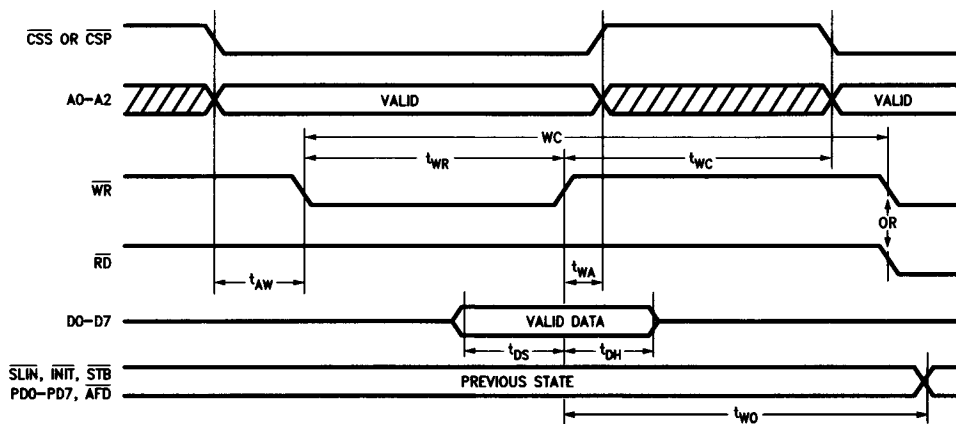 CSS OR CSP
A0-A2
VALID
VALID
WC
tWR
tWC
WR
OR
RD
tAW
tWA
D0-D7
VALID DATA
tDS
tDH
SLIN, INIT, STB
PD0-PD7, AFD
PREVIOUS STATE
tWO